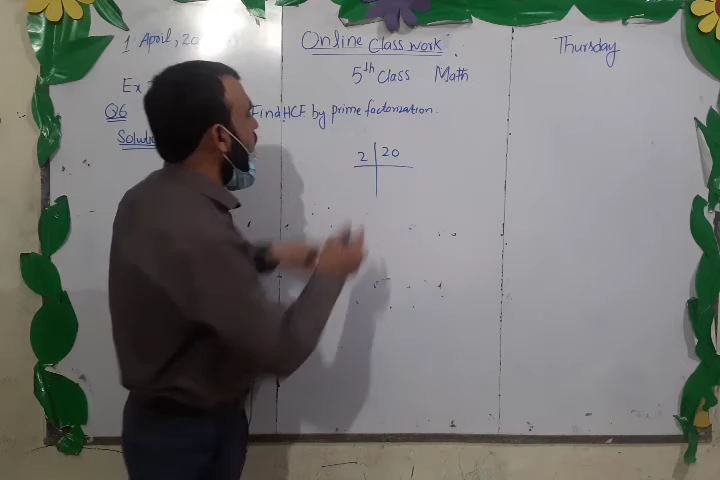 1 April, 20
Online Class work
Thursday
5th Class Math
Ex
Q6 Find HCF by prime factorization.
2 | 20